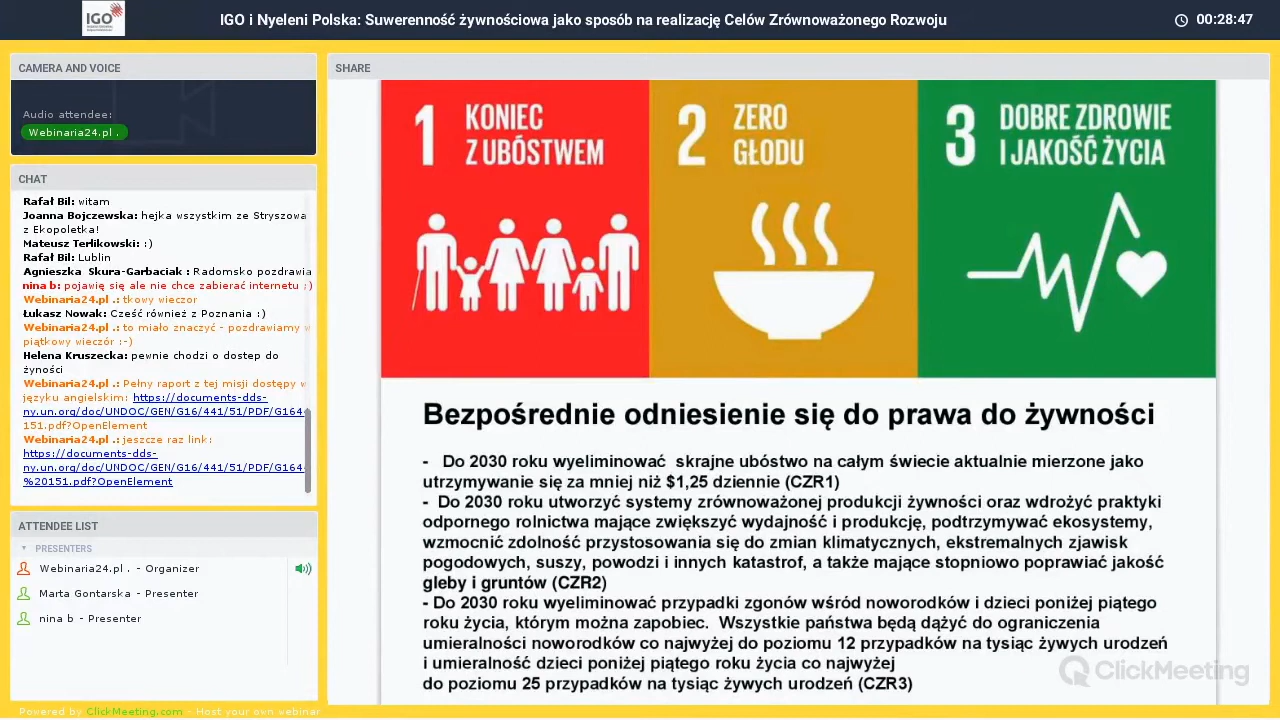 IGO
IGO i Nyeleni Polska: Suwerenność żywnościowa jako sposób na realizację Celów Zrównoważonego Rozwoju
00:28:47
CAMERA AND VOICE
Audio attendee:
Webinaria24.pl .
CHAT
Rafał Bil: witam
Joanna Bojczewska: hejka wszystkim ze Stryszowa
z Ekopoletka!
Mateusz Terlikowski: :)
Rafał Bil: Lublin
Agnieszka Skura-Garbaciak : Radomsko pozdrawia
nina b: pojawię się ale nie chce zabierać internetu ;)
Webinaria24.pl .: tkowy wieczor
Łukasz Nowak: Cześć również z Poznania :)
Webinaria24.pl .: to miało znaczyć - pozdrawiamy w
piątkowy wieczór :-)
Helena Kruszecka: pewnie chodzi o dostep do
żyności
Webinaria24.pl .: Pełny raport z tej misji dostępy w
języku angielskim: https://documents-dds-
ny.un.org/doc/UNDOC/GEN/G16/441/51/PDF/G164
151.pdf?OpenElement
Webinaria24.pl .: jeszcze raz link:
https://documents-dds-
ny.un.org/doc/UNDOC/GEN/G16/441/51/PDF/G164
%20151.pdf?OpenElement
ATTENDEE LIST
PRESENTERS
Webinaria24.pl . - Organizer
Marta Gontarska - Presenter
nina b - Presenter
Powered by ClickMeeting.com - Host your own webinar
SHARE
1 KONIEC
Z UBÓSTWEM
2 ZERO
GŁODU
3 DOBRE ZDROWIE
I JAKOŚĆ ŻYCIA
Bezpośrednie odniesienie się do prawa do żywności
- Do 2030 roku wyeliminować skrajne ubóstwo na całym świecie aktualnie mierzone jako
utrzymywanie się za mniej niż $1,25 dziennie (CZR1)
- Do 2030 roku utworzyć systemy zrównoważonej produkcji żywności oraz wdrożyć praktyki
odpornego rolnictwa mające zwiększyć wydajność i produkcję, podtrzymywać ekosystemy,
wzmocnić zdolność przystosowania się do zmian klimatycznych, ekstremalnych zjawisk
pogodowych, suszy, powodzi i innych katastrof, a także mające stopniowo poprawiać jakość
gleby i gruntów (CZR2)
- Do 2030 roku wyeliminować przypadki zgonów wśród noworodków i dzieci poniżej piątego
roku życia, którym można zapobiec. Wszystkie państwa będą dążyć do ograniczenia
umieralności noworodków co najwyżej do poziomu 12 przypadków na tysiąc żywych urodzeń
i umieralność dzieci poniżej piątego roku życia co najwyżej
do poziomu 25 przypadków na tysiąc żywych urodzeń (CZR3)
ClickMeeting